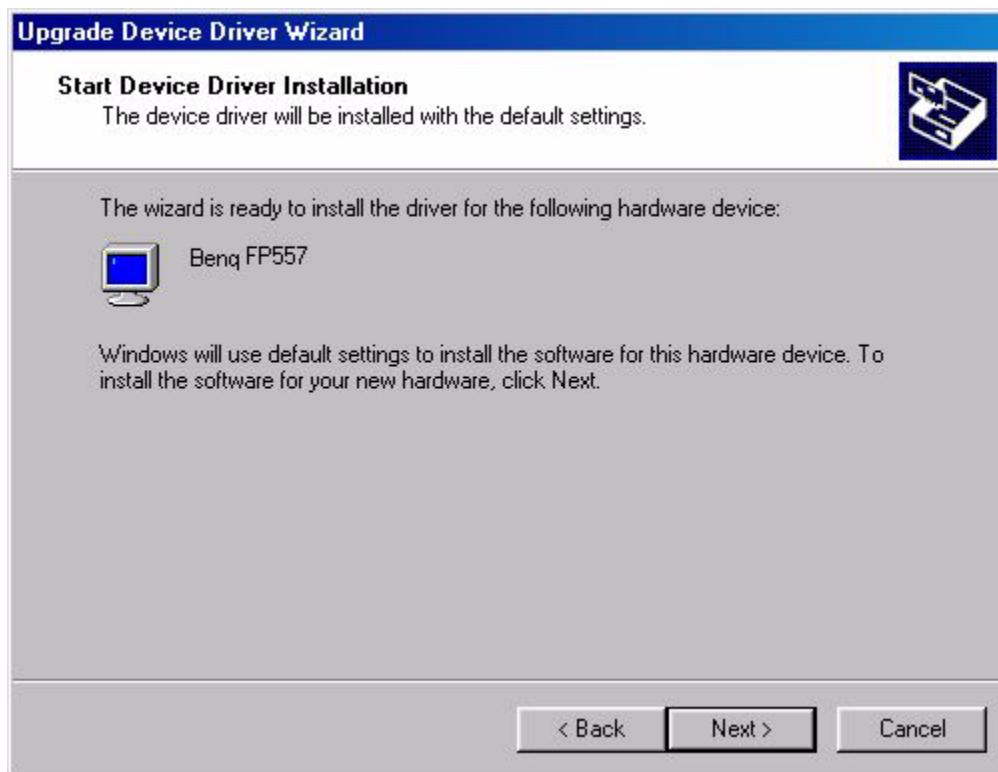 Upgrade Device Driver Wizard
Start Device Driver Installation
The device driver will be installed with the default settings.
The wizard is ready to install the driver for the following hardware device:
Benq FP557
Windows will use default settings to install the software for this hardware device. To
install the software for your new hardware, click Next.
< Back Next > Cancel